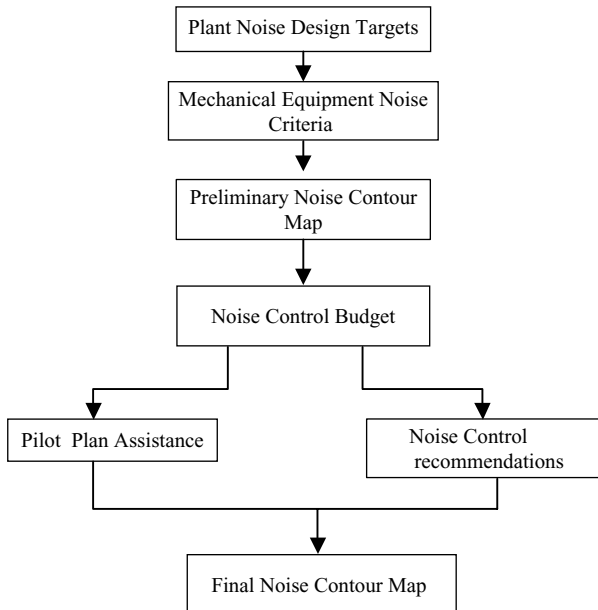 Plant Noise Design Targets
Mechanical Equipment Noise
Criteria
Preliminary Noise Contour
Map
Noise Control Budget
Pilot Plan Assistance
Noise Control
recommendations
Final Noise Contour Map